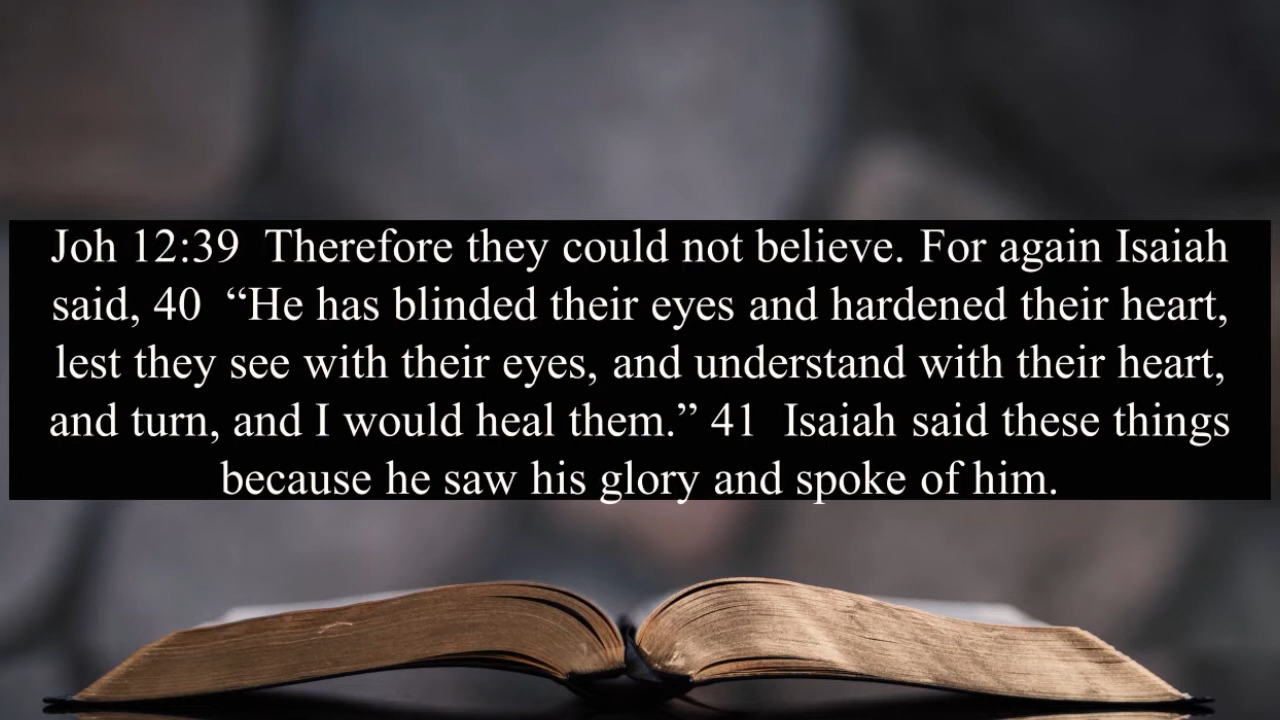 Joh 12:39  Therefore they could not believe. For again Isaiah
said, 40  “He has blinded their eyes and hardened their heart,
lest they see with their eyes, and understand with their heart,
and turn, and I would heal them.” 41  Isaiah said these things
because he saw his glory and spoke of him.